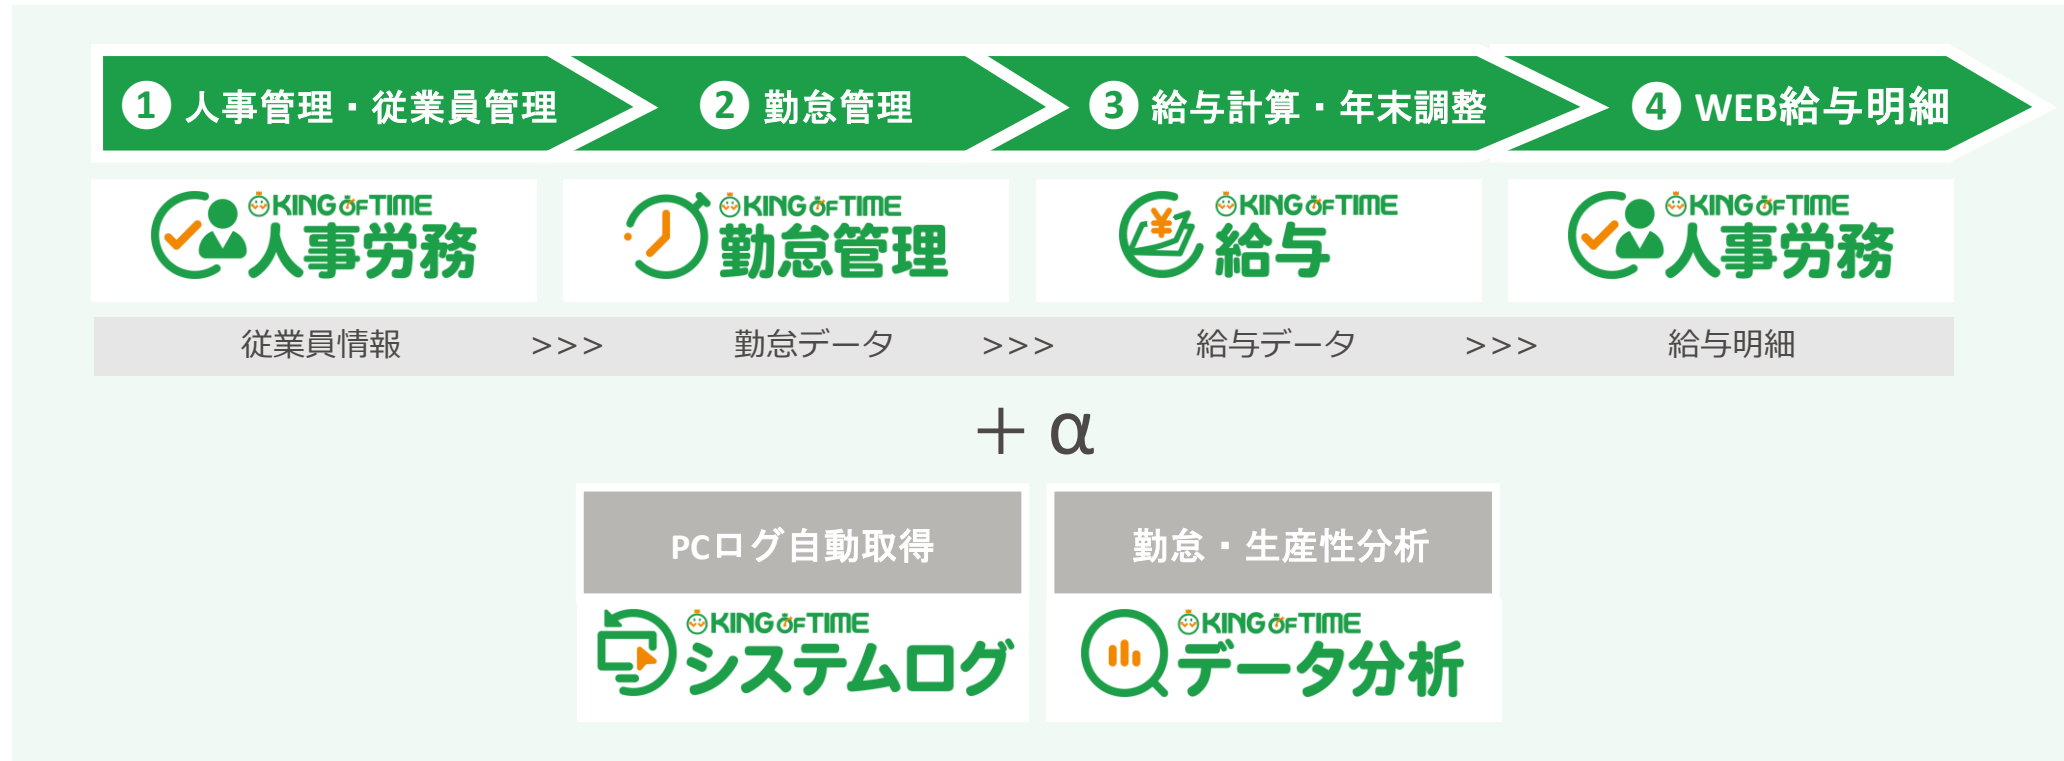 ❶ 人事管理・従業員管理
❷ 勤怠管理
❸ 給与計算・年末調整
❹ WEB給与明細
KING OF TIME
人事労務
KING OF TIME
勤怠管理
KING OF TIME
給与
KING OF TIME
人事労務
従業員情報 >>> 勤怠データ >>> 給与データ >>> 給与明細
＋α
PCログ自動取得
KING OF TIME
システムログ
勤怠・生産性分析
KING OF TIME
データ分析